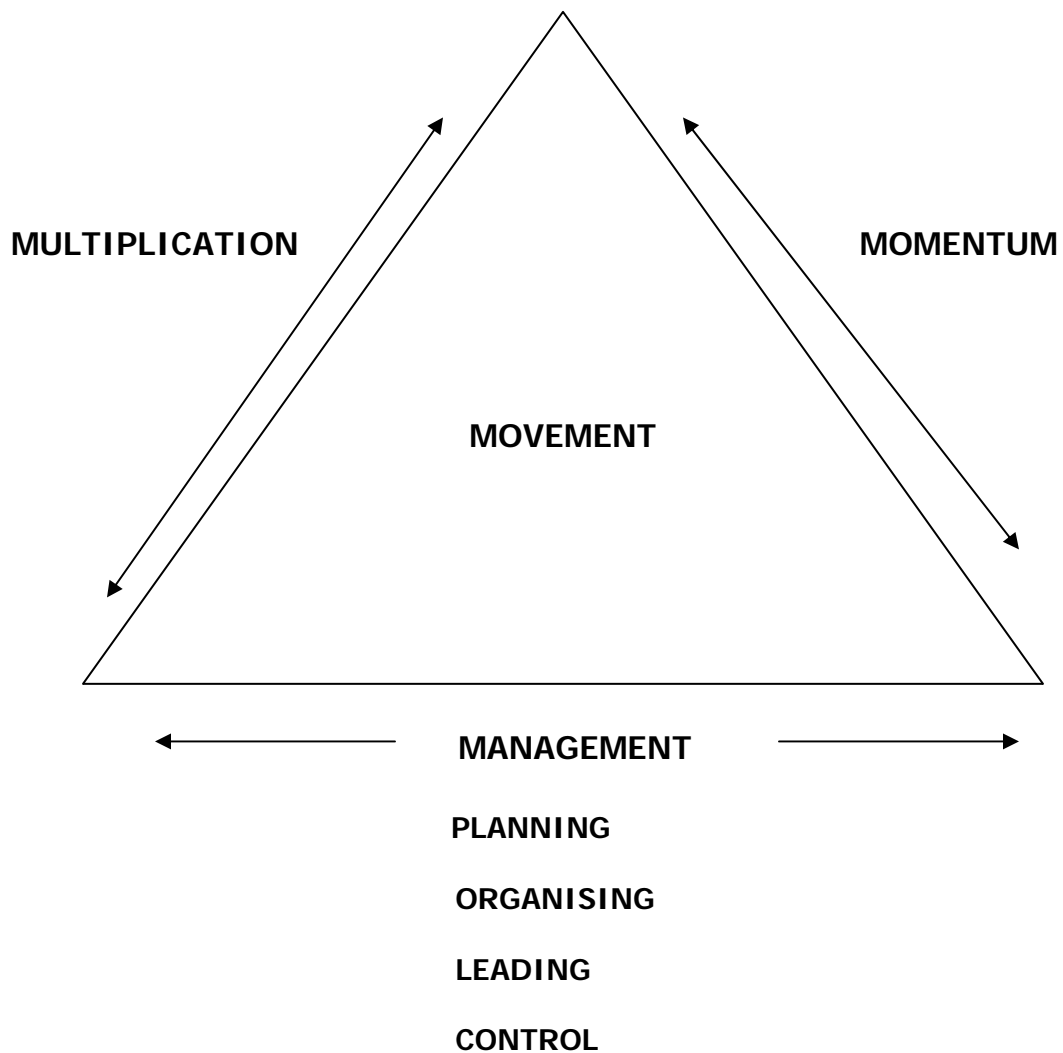 MULTIPLICATION
MOMENTUM
MOVEMENT
MANAGEMENT
PLANNING
ORGANISING
LEADING
CONTROL